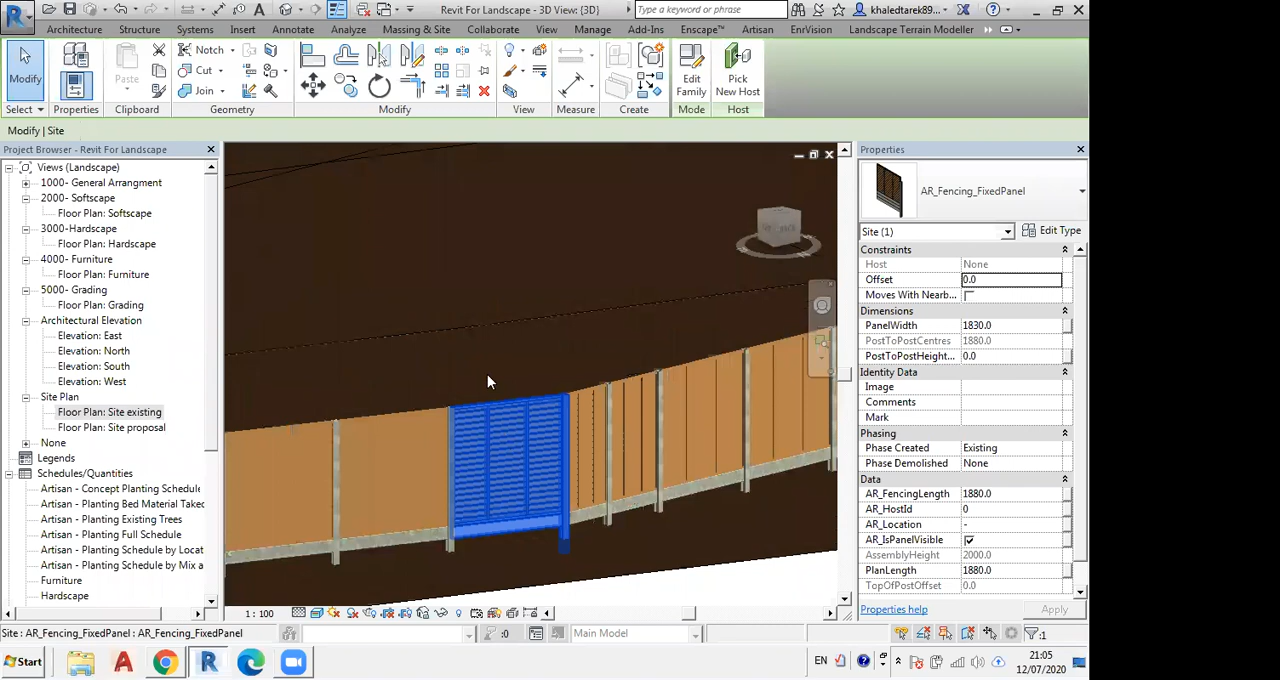 Revit For Landscape - 3D View: {3D}
Type a keyword or phrase
khaledtarek89...
Architecture Structure Systems Insert Annotate Analyze Massing & Site Collaborate View Manage Add-Ins Enscape™ Artisan EnvVision Landscape Terrain Modeller
Modify
Paste
Notch
Cut
Join
Edit Family
Pick New Host
Select Properties Clipboard Geometry Modify View Measure Create Mode Host
Modify | Site
Project Browser - Revit For Landscape
Views (Landscape)
1000- General Arrangment
2000- Softscape
Floor Plan: Softscape
3000-Hardscape
Floor Plan: Hardscape
4000- Furniture
Floor Plan: Furniture
5000- Grading
Floor Plan: Grading
Architectural Elevation
Elevation: East
Elevation: North
Elevation: South
Elevation: West
Site Plan
Floor Plan: Site existing
Floor Plan: Site proposal
None
Legends
Schedules/Quantities
Artisan - Concept Planting Schedule
Artisan - Planting Bed Material Take
Artisan - Planting Existing Trees
Artisan - Planting Full Schedule
Artisan - Planting Schedule by Locat
Artisan - Planting Schedule by Mix a
Furniture
Hardscape
1 : 100
Properties
AR_Fencing_FixedPanel
Site (1) Edit Type
Constraints
Host None
Offset 0.0
Moves With Nearb...
Dimensions
PanelWidth 1830.0
PostToPostCentres 1880.0
PostToPostHeight... 0.0
Identity Data
Image
Comments
Mark
Phasing
Phase Created Existing
Phase Demolished None
Data
AR_FencingLength 1880.0
AR_HostId 0
AR_Location -
AR_IsPanelVisible
AssemblyHeight 2000.0
PlanLength 1880.0
TopOfPostOffset 0.0
Properties help Apply
Site : AR_Fencing_FixedPanel : AR_Fencing_FixedPanel :0 Main Model :1
Start
EN
21:05
12/07/2020